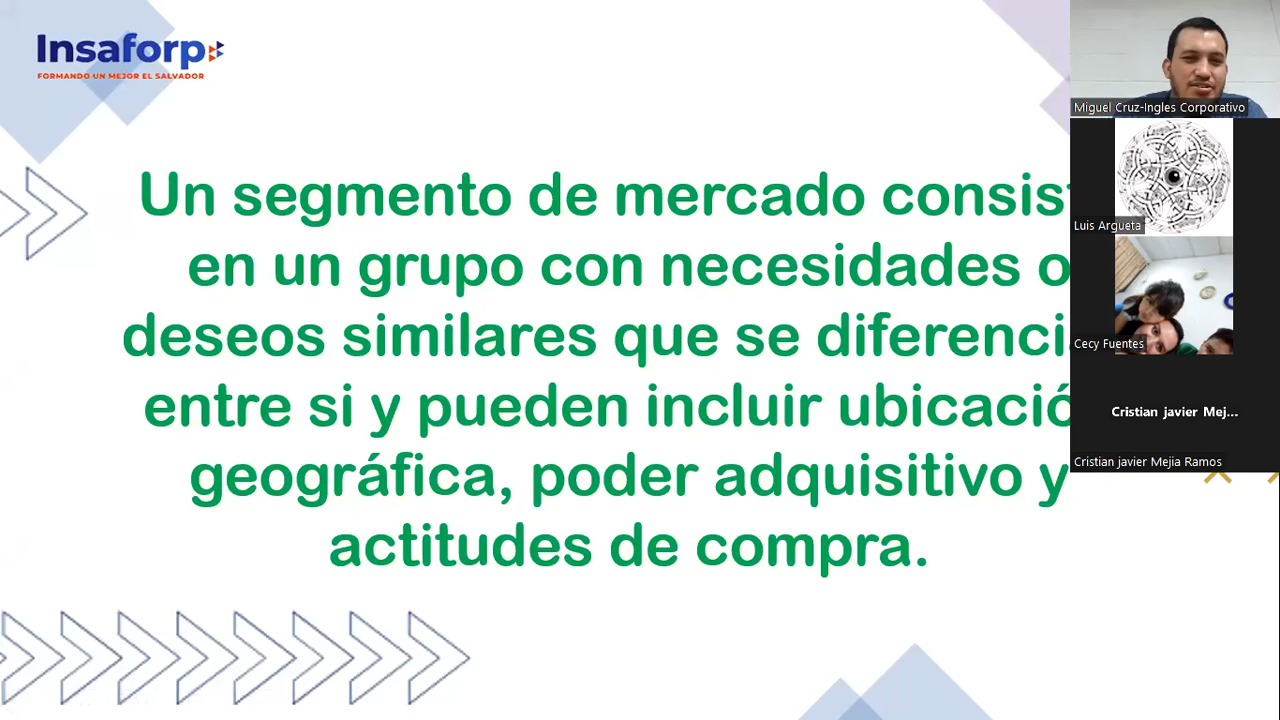 Insaforp
FORMANDO UN MEJOR EL SALVADOR
Un segmento de mercado consis
en un grupo con necesidades o
deseos similares que se diferenci
entre si y pueden incluir ubicació
geográfica, poder adquisitivo y
actitudes de compra.
Miguel Cruz-Ingles Corporativo
Luis Argueta
Cecy Fuentes
Cristian javier Mej...
Cristian javier Mejia Ramos